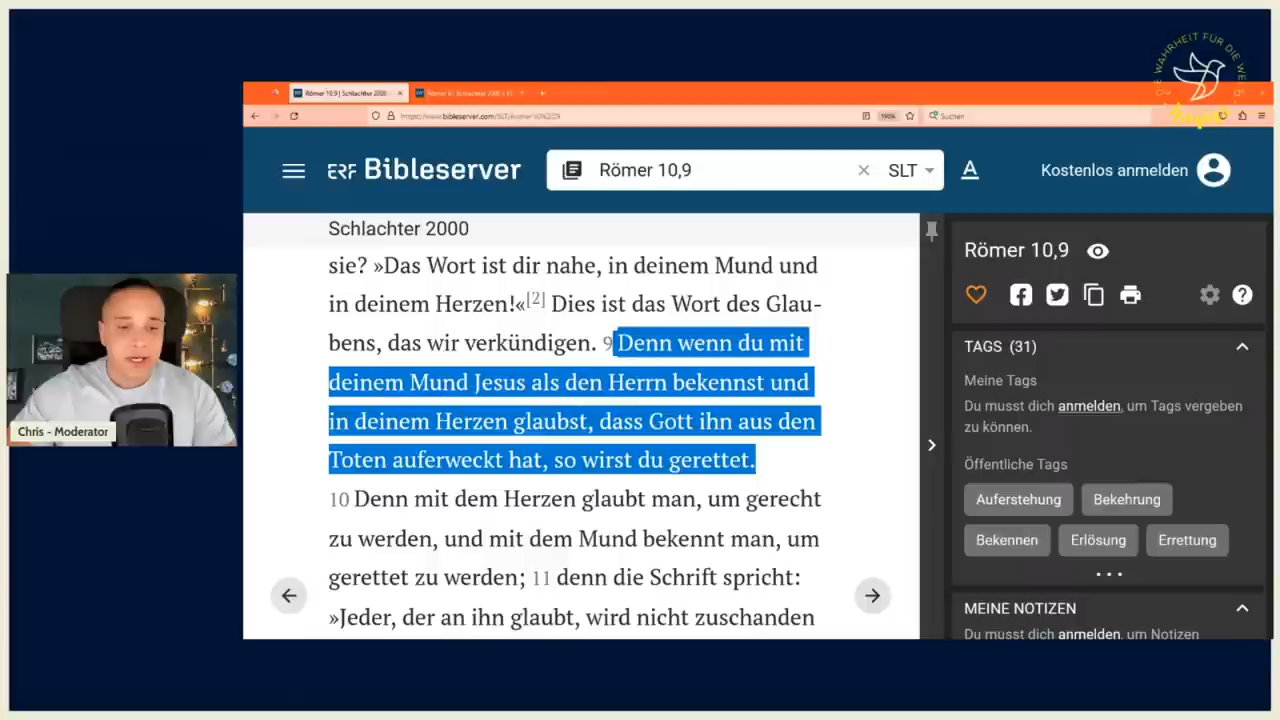 DIE WAHRHEIT FÜR DIE WE
Römer 10,9 | Schlachter 2000
Suchen
190%
ERF Bibleserver
Römer 10,9
SLT
Kostenlos anmelden
Schlachter 2000
sie? »Das Wort ist dir nahe, in deinem Mund und
in deinem Herzen!«[2] Dies ist das Wort des Glau-
bens, das wir verkündigen. 9 Denn wenn du mit
deinem Mund Jesus als den Herrn bekennst und
in deinem Herzen glaubst, dass Gott ihn aus den
Toten auferweckt hat, so wirst du gerettet.
10 Denn mit dem Herzen glaubt man, um gerecht
zu werden, und mit dem Mund bekennt man, um
gerettet zu werden; 11 denn die Schrift spricht:
»Jeder, der an ihn glaubt, wird nicht zuschanden
Römer 10,9
TAGS (31)
Meine Tags
Du musst dich anmelden, um Tags vergeben
zu können.
Öffentliche Tags
Auferstehung Bekehrung
Bekennen Erlösung Errettung
MEINE NOTIZEN
Du musst dich anmelden, um Notizen
Chris - Moderator